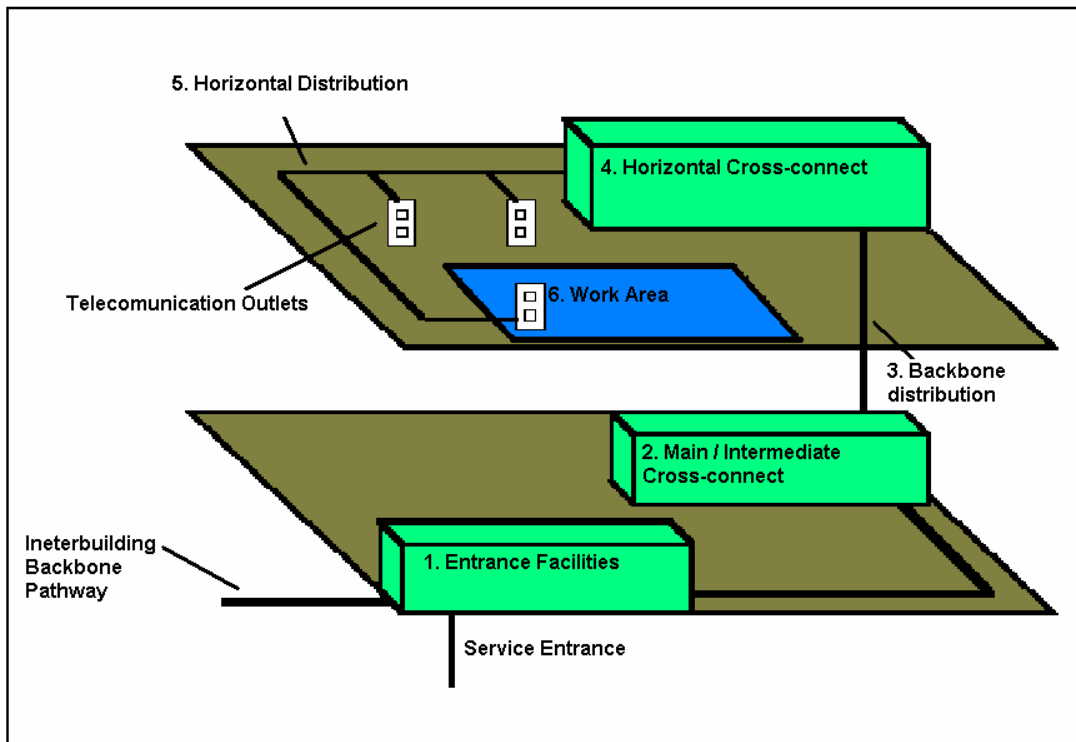 5. Horizontal Distribution
4. Horizontal Cross-connect
Telecomunication Outlets
6. Work Area
3. Backbone
distribution
2. Main / Intermediate
Cross-connect
Ineterbuilding
Backbone
Pathway
1. Entrance Facilities
Service Entrance